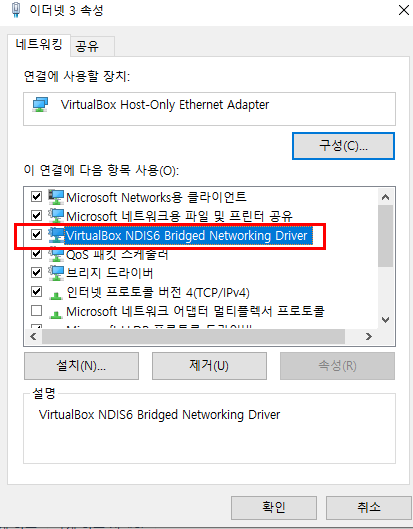 이더넷 3 속성
네트워킹
공유
연결에 사용할 장치:
VirtualBox Host-Only Ethernet Adapter
구성(C)...
이 연결에 다음 항목 사용(O):
Microsoft Networks용 클라이언트
Microsoft 네트워크용 파일 및 프린터 공유
VirtualBox NDIS6 Bridged Networking Driver
QoS 패킷 스케줄러
브리지 드라이버
인터넷 프로토콜 버전 4(TCP/IPv4)
Microsoft 네트워크 어댑터 멀티플렉서 프로토콜
설치(N)...
제거(U)
속성(R)
설명
VirtualBox NDIS6 Bridged Networking Driver
확인
취소